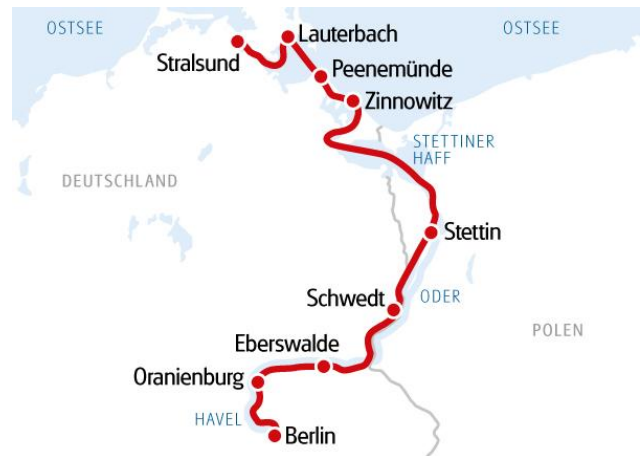 OSTSEE
Lauterbach
OSTSEE
Stralsund
Peenemünde
Zinnowitz
STETTINER
HAFF
DEUTSCHLAND
Stettin
Schwedt
ODER
POLEN
Eberswalde
Oranienburg
HAVEL
Berlin